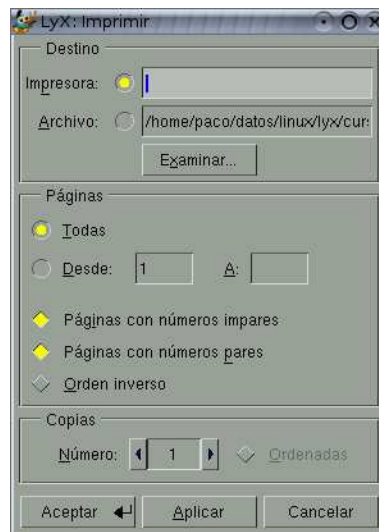 LyX: Imprimir
Destino
Impresora:
Archivo: /home/paco/datos/linux/lyx/cur
Examinar...
Páginas
Todas
Desde: 1 A:
Páginas con números impares
Páginas con números pares
Orden inverso
Copias
Número: 1 Ordenadas
Aceptar Aplicar Cancelar